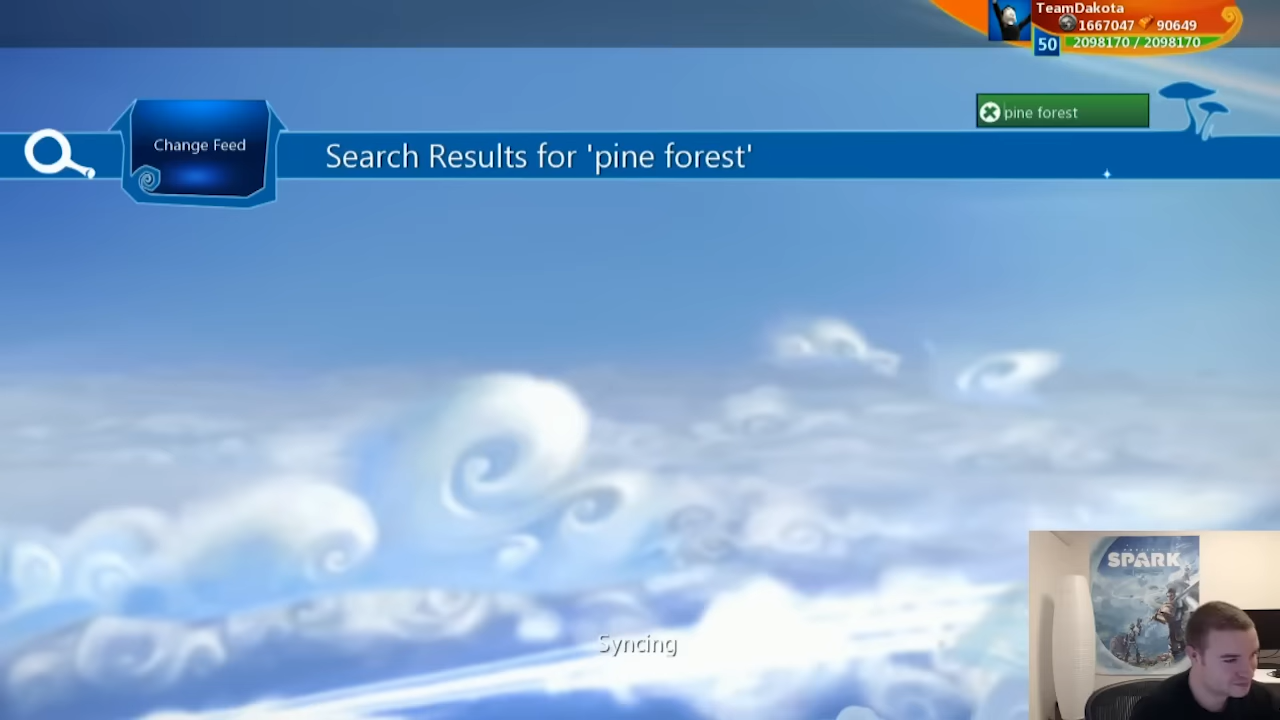 TeamDakota
1667047 90649
50 2098170 / 2098170
pine forest
Change Feed
Search Results for 'pine forest'
Syncing
SPARK